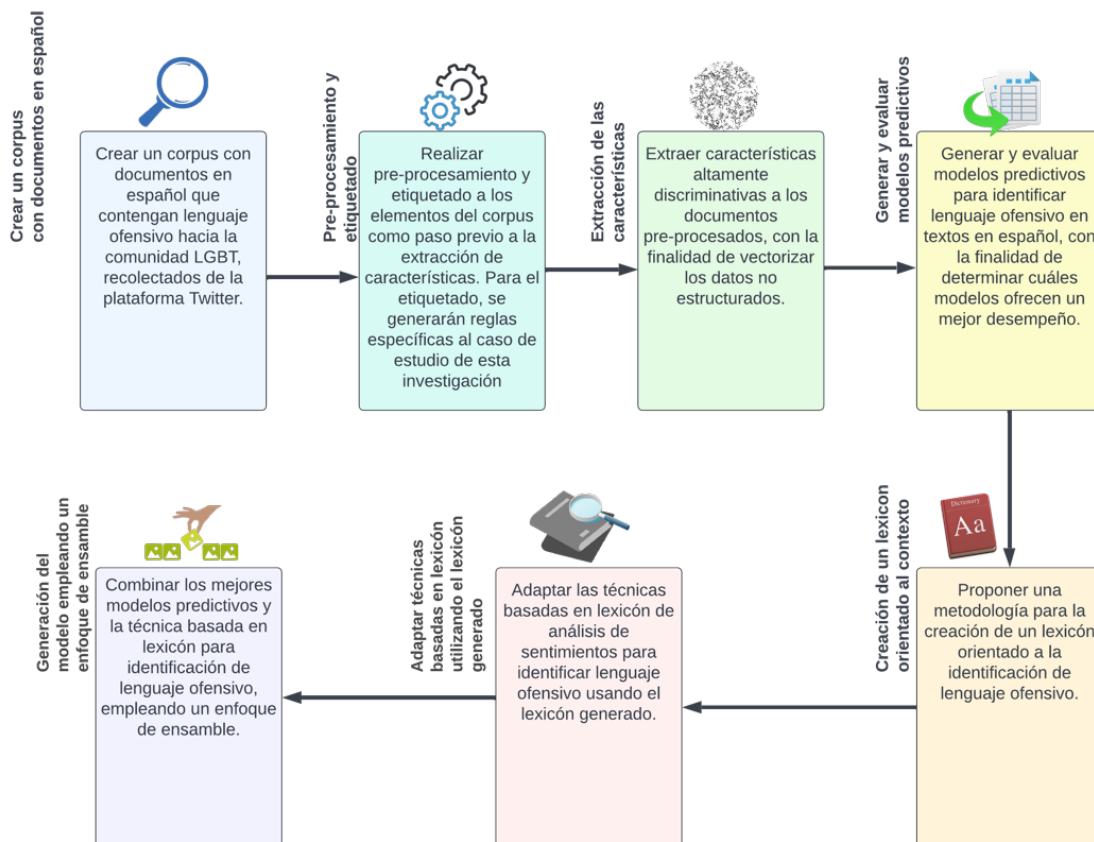 Crear un corpus
con documentos en español
Crear un corpus con
documentos en
español que
contengan lenguaje
ofensivo hacia la
comunidad LGBT,
recolectados de la
plataforma Twitter.
Pre-procesamiento y
etiquetado
Realizar
pre-procesamiento y
etiquetado a los
elementos del corpus
como paso previo a la
extracción de
características. Para el
etiquetado, se
generarán reglas
específicas al caso de
estudio de esta
investigación
Extracción de las
características
Extraer características
altamente
discriminativas a los
documentos
pre-procesados, con la
finalidad de vectorizar
los datos no
estructurados.
Generar y evaluar
modelos predictivos
Generar y evaluar
modelos predictivos
para identificar
lenguaje ofensivo en
textos en español, con
la finalidad de
determinar cuáles
modelos ofrecen un
mejor desempeño.
Creación de un lexicon
orientado al contexto
Dictionary
Aa
Proponer una
metodología para la
creación de un lexicón
orientado a la
identificación de
lenguaje ofensivo.
Adaptar técnicas
basadas en lexicón
utilizando el lexicón
generado
Adaptar las técnicas
basadas en lexicón de
análisis de
sentimientos para
identificar lenguaje
ofensivo usando el
lexicón generado.
Generación del
modelo empleando un
enfoque de ensamble
Combinar los mejores
modelos predictivos y
la técnica basada en
lexicón para
identificación de
lenguaje ofensivo,
empleando un enfoque
de ensamble.